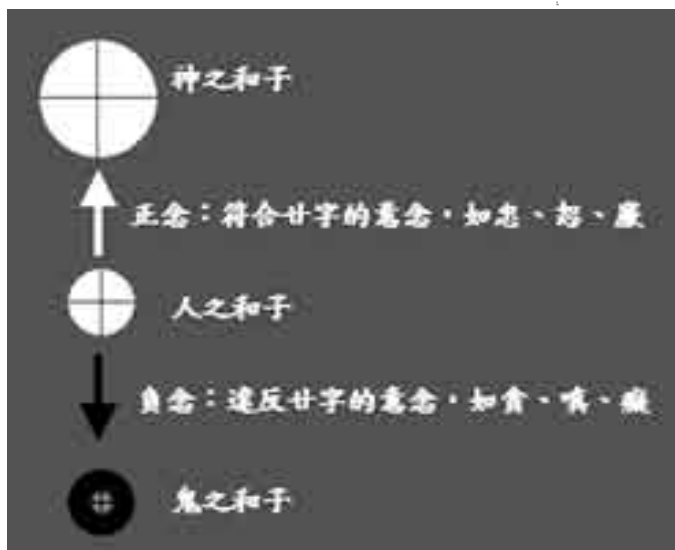 神之和子
正念：符合廿字的意念，如忠、恕、廉
人之和子
負念：違反廿字的意念，如貪、嗔、癡
鬼之和子